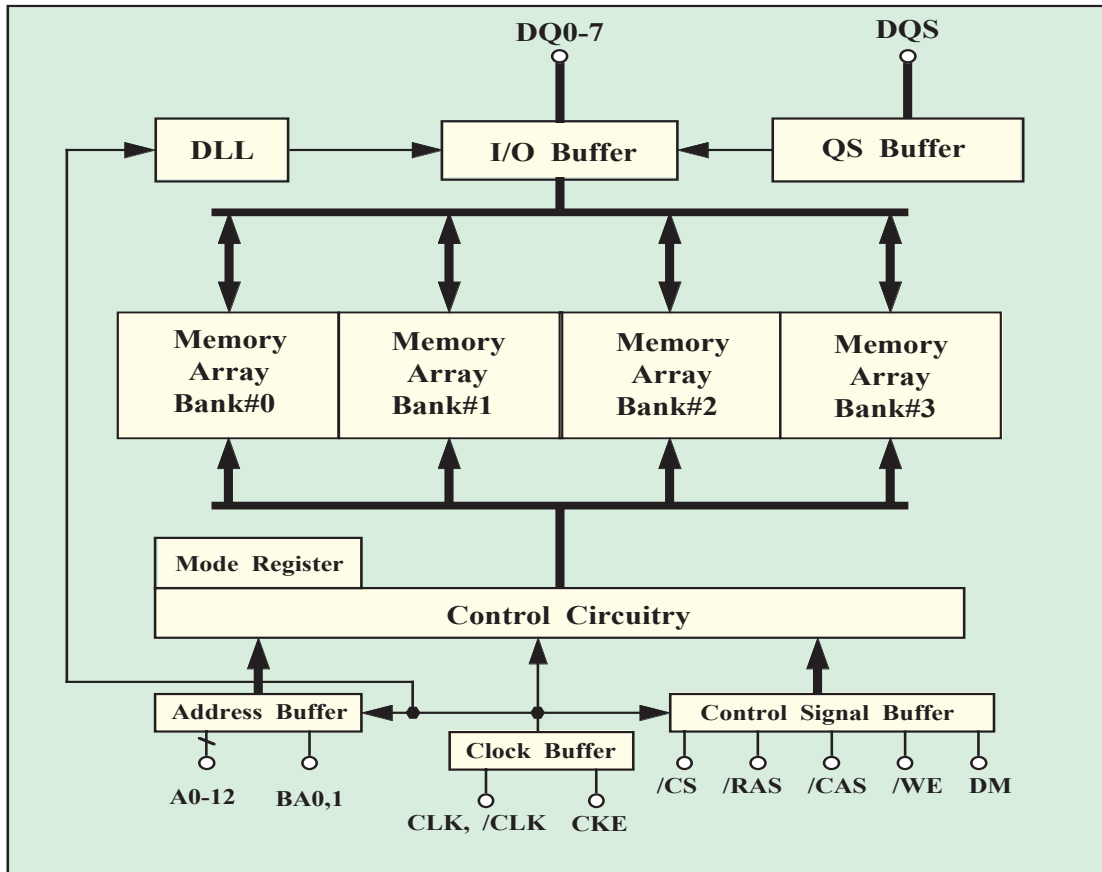 DQ0-7
DQS
DLL
I/O Buffer
QS Buffer
Memory
Array
Bank#0
Memory
Array
Bank#1
Memory
Array
Bank#2
Memory
Array
Bank#3
Mode Register
Control Circuitry
Address Buffer
Control Signal Buffer
Clock Buffer
A0-12
BA0,1
CLK, /CLK
CKE
/CS
/RAS
/CAS
/WE
DM